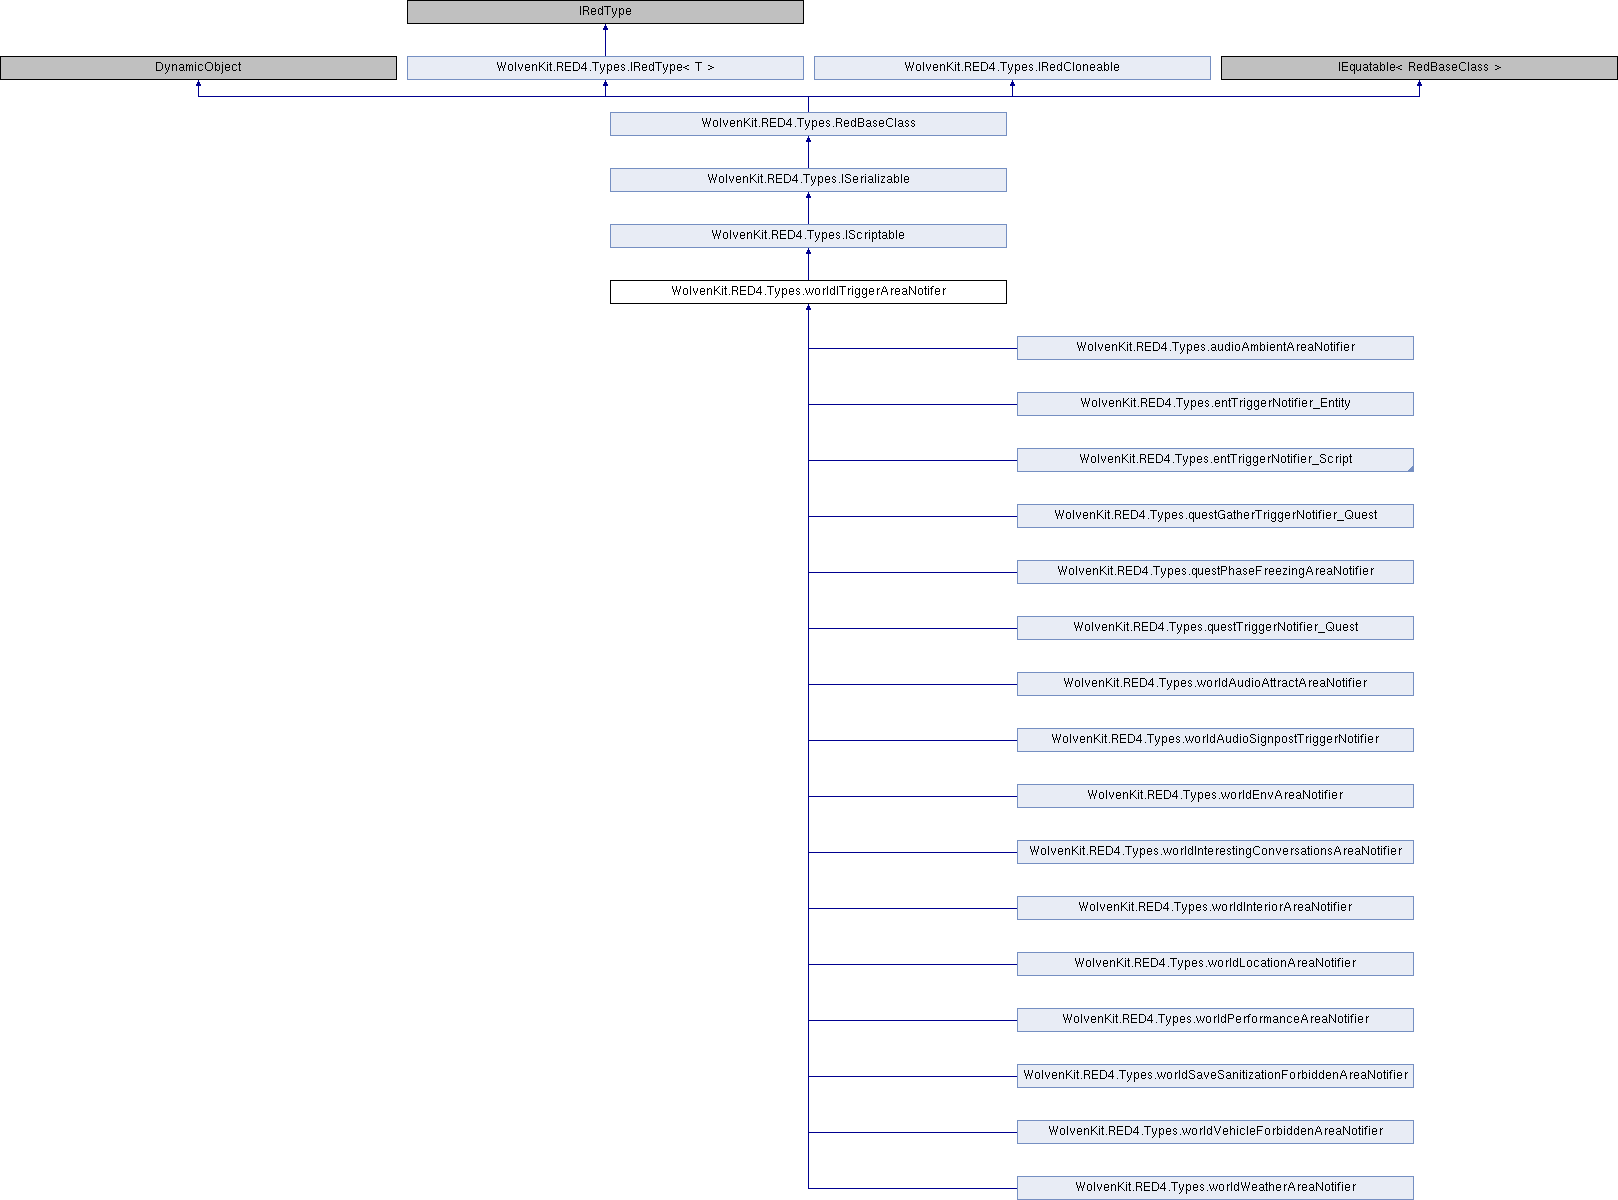 IRedType
DynamicObject
WolvenKit.RED4.Types.IRedType< T >
WolvenKit.RED4.Types.IRedCloneable
IEquatable< RedBaseClass >
WolvenKit.RED4.Types.RedBaseClass
WolvenKit.RED4.Types.ISerializable
WolvenKit.RED4.Types.IScriptable
WolvenKit.RED4.Types.worldITriggerAreaNotifer
WolvenKit.RED4.Types.audioAmbientAreaNotifier
WolvenKit.RED4.Types.entTriggerNotifier_Entity
WolvenKit.RED4.Types.entTriggerNotifier_Script
WolvenKit.RED4.Types.questGatherTriggerNotifier_Quest
WolvenKit.RED4.Types.questPhaseFreezingAreaNotifier
WolvenKit.RED4.Types.questTriggerNotifier_Quest
WolvenKit.RED4.Types.worldAudioAttractAreaNotifier
WolvenKit.RED4.Types.worldAudioSignpostTriggerNotifier
WolvenKit.RED4.Types.worldEnvAreaNotifier
WolvenKit.RED4.Types.worldInterestingConversationsAreaNotifier
WolvenKit.RED4.Types.worldInteriorAreaNotifier
WolvenKit.RED4.Types.worldLocationAreaNotifier
WolvenKit.RED4.Types.worldPerformanceAreaNotifier
WolvenKit.RED4.Types.worldSaveSanitizationForbiddenAreaNotifier
WolvenKit.RED4.Types.worldVehicleForbiddenAreaNotifier
WolvenKit.RED4.Types.worldWeatherAreaNotifier